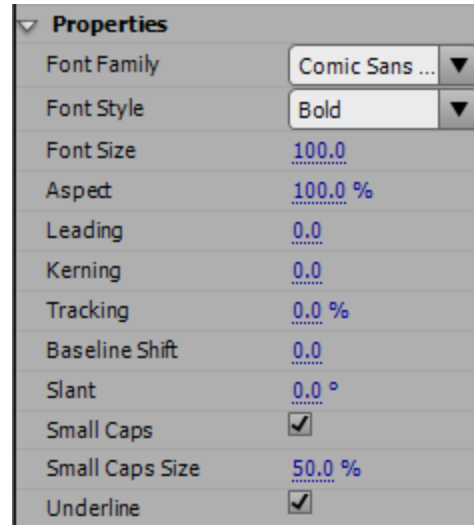 Properties
Font Family Comic Sans ...
Font Style Bold
Font Size 100.0
Aspect 100.0 %
Leading 0.0
Kerning 0.0
Tracking 0.0 %
Baseline Shift 0.0
Slant 0.0 °
Small Caps
Small Caps Size 50.0 %
Underline